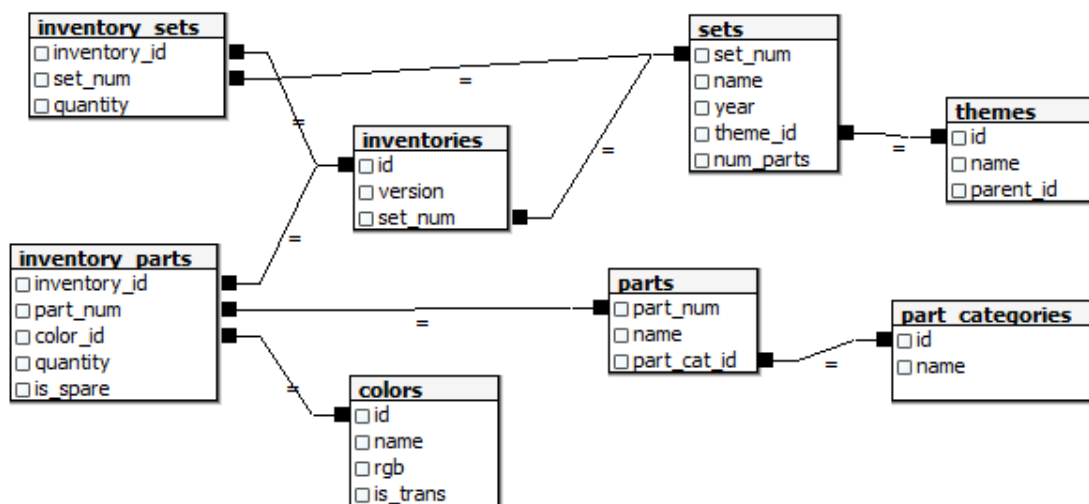 inventory_sets
inventory_id
set_num
quantity
sets
set_num
name
year
theme_id
num_parts
themes
id
name
parent_id
inventories
id
version
set_num
inventory_parts
inventory_id
part_num
color_id
quantity
is_spare
parts
part_num
name
part_cat_id
part_categories
id
name
colors
id
name
rgb
is_trans
=
=
=
=
=
=
=
=